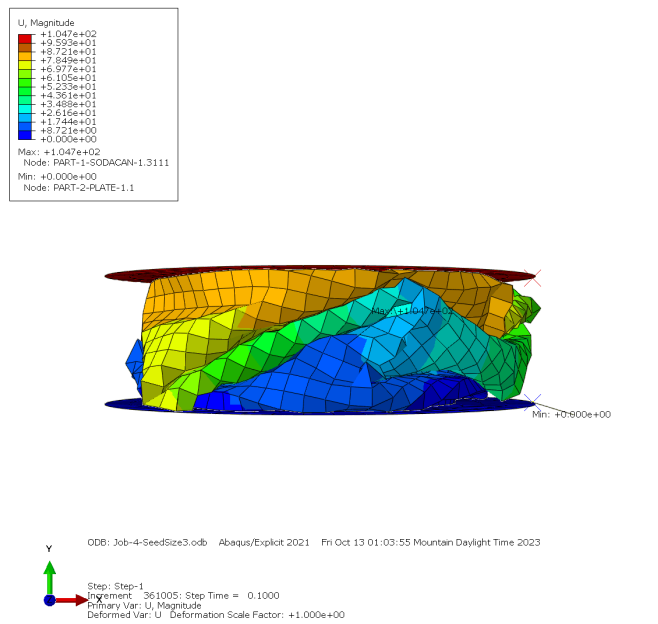 U, Magnitude
+1.047e+02
+9.593e+01
+8.721e+01
+7.849e+01
+6.977e+01
+6.105e+01
+5.233e+01
+4.361e+01
+3.488e+01
+2.616e+01
+1.744e+01
+8.721e+00
+0.000e+00
Max: +1.047e+02
Node: PART-1-SODACAN-1.3111
Min: +0.000e+00
Node: PART-2-PLATE-1.1
Max: +1.047e+02
Min: +0.000e+00
ODB: Job-4-SeedSize3.odb Abaqus/Explicit 2021 Fri Oct 13 01:03:55 Mountain Daylight Time 2023
Y
X
Step: Step-1
Increment 361005: Step Time = 0.1000
Primary Var: U, Magnitude
Deformed Var: U Deformation Scale Factor: +1.000e+00